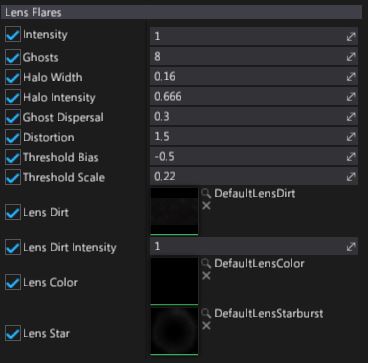 Lens Flares
Intensity 1
Ghosts 8
Halo Width 0.16
Halo Intensity 0.666
Ghost Dispersal 0.3
Distortion 1.5
Threshold Bias -0.5
Threshold Scale 0.22
Lens Dirt DefaultLensDirt
Lens Dirt Intensity 1
Lens Color DefaultLensColor
Lens Star DefaultLensStarburst